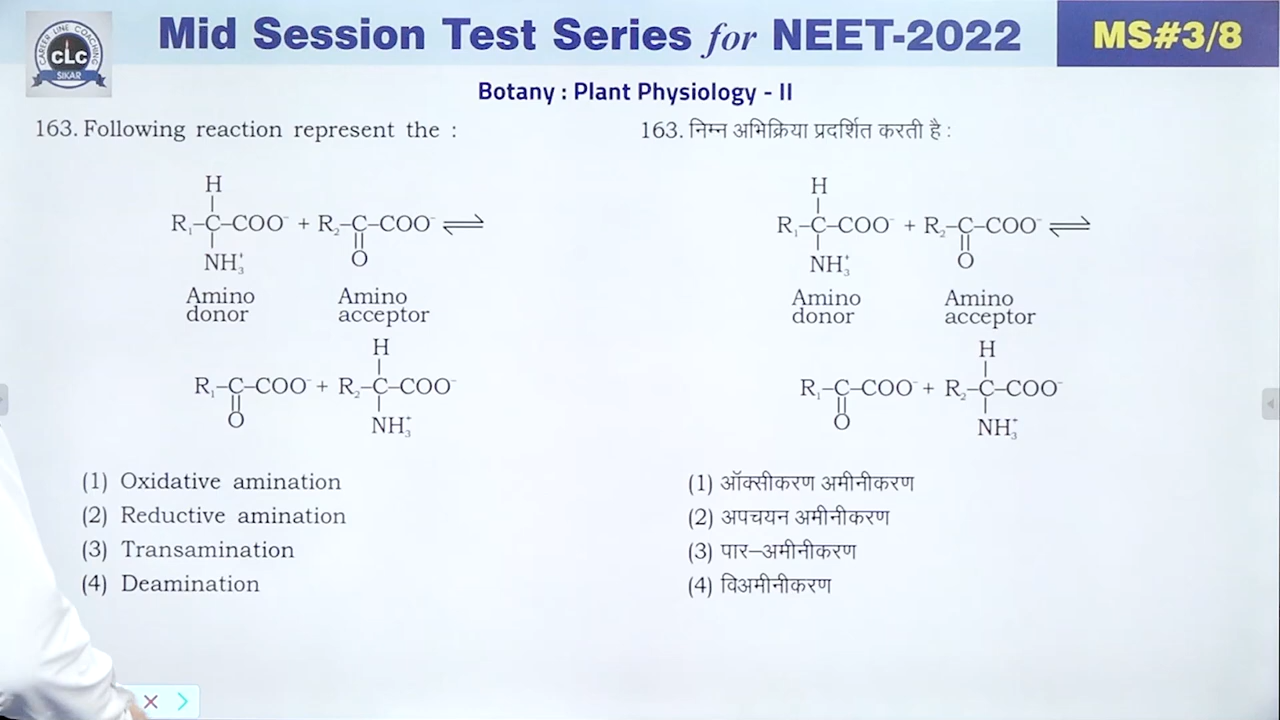 CAREER LINE COACHING
CLC
SIKAR
Mid Session Test Series for NEET-2022
MS#3/8
Botany : Plant Physiology - II
163. Following reaction represent the :
H
R₁–C–COO⁻ + R₂–C–COO⁻ ⇌
NH₃⁺ O
Amino Amino
donor acceptor
H
R₁–C–COO⁻ + R₂–C–COO⁻
O NH₃⁺
(1) Oxidative amination
(2) Reductive amination
(3) Transamination
(4) Deamination
163. निम्न अभिक्रिया प्रदर्शित करती है :
H
R₁–C–COO⁻ + R₂–C–COO⁻ ⇌
NH₃⁺ O
Amino Amino
donor acceptor
H
R₁–C–COO⁻ + R₂–C–COO⁻
O NH₃⁺
(1) ऑक्सीकरण अमीनीकरण
(2) अपचयन अमीनीकरण
(3) पार–अमीनीकरण
(4) विअमीनीकरण